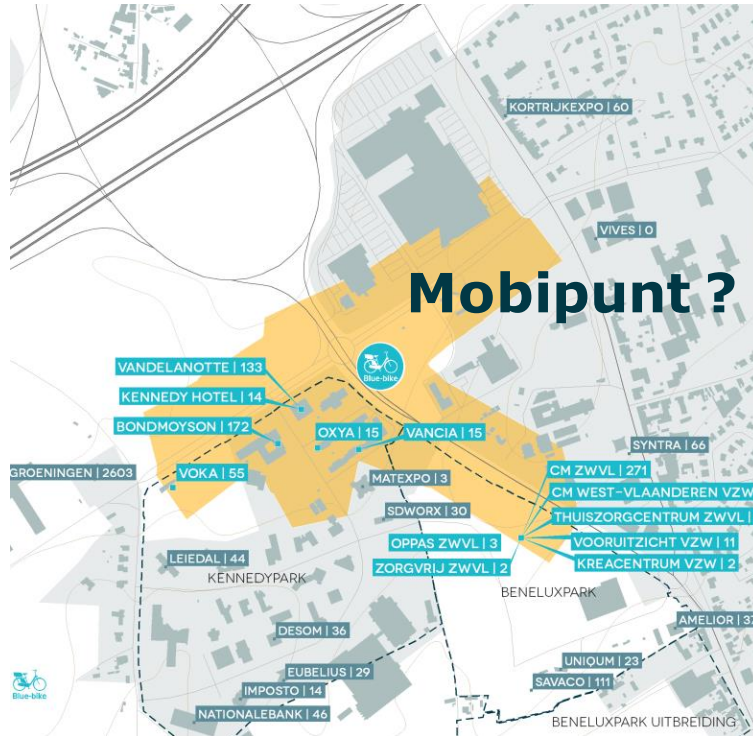 KORTRIJKEXPO | 60
VIVES | 0
Mobipunt ?
Blue-bike
VANDELANOTTE | 133
KENNEDY HOTEL | 14
BONDMOYSON | 172
OXYA | 15
VANCIA | 15
SYNTRA | 66
GROENINGEN | 2603
VOKA | 55
MATEXPO | 3
CM ZWVL | 271
CM WEST-VLAANDEREN VZW
SDWORX | 30
THUISZORGCENTRUM ZWVL |
OPPAS ZWVL | 3
VOORUITZICHT VZW | 11
LEIEDAL | 44
ZORGVRIJ ZWVL | 2
KREACENTRUM VZW | 2
KENNEDYPARK
BENELUXPARK
AMELIOR | 37
DESOM | 36
UNIQUM | 23
EUBELIUS | 29
SAVACO | 111
IMPOSTO | 14
Blue-bike
NATIONALEBANK | 46
BENELUXPARK UITBREIDING